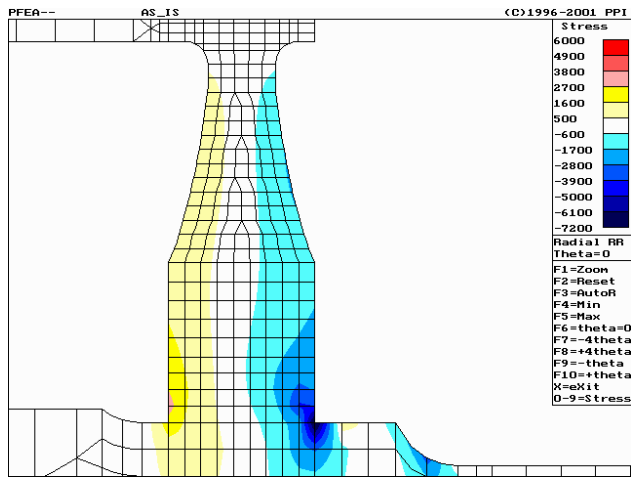 PFEA-- AS_IS (C)1996-2001 PPI
Stress
6000
4900
3800
2700
1600
500
-600
-1700
-2800
-3900
-5000
-6100
-7200
Radial RR
Theta=0
F1=Zoom
F2=Reset
F3=AutoR
F4=Min
F5=Max
F6=theta=0
F7=-4theta
F8=+4theta
F9=-theta
F10=+theta
X=eXit
0-9=Stress